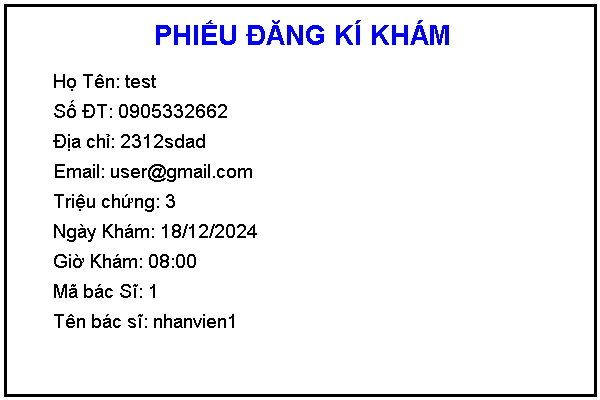 PHIẾU ĐĂNG KÍ KHÁM
Họ Tên: test
Số ĐT: 0905332662
Địa chỉ: 2312sdad
Email: user@gmail.com
Triệu chứng: 3
Ngày Khám: 18/12/2024
Giờ Khám: 08:00
Mã bác Sĩ: 1
Tên bác sĩ: nhanvien1